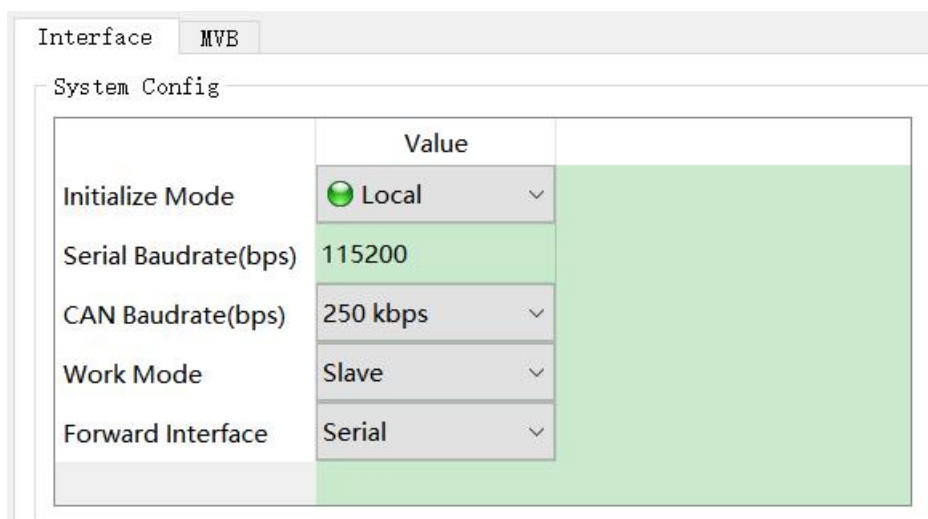 Interface MVB
System Config
Value
Initialize Mode Local
Serial Baudrate(bps) 115200
CAN Baudrate(bps) 250 kbps
Work Mode Slave
Forward Interface Serial